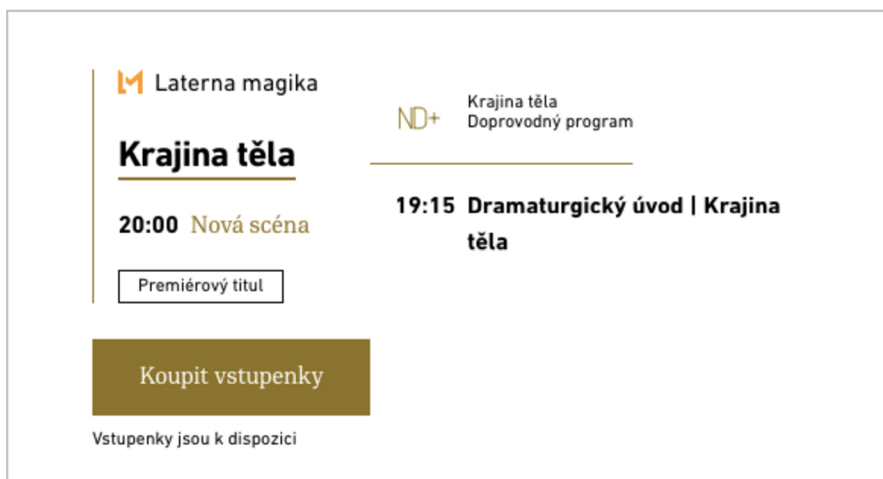 Laterna magika
Krajina těla
20:00 Nová scéna
Premiérový titul
Koupit vstupenky
Vstupenky jsou k dispozici
ND+
Krajina těla
Doprovodný program
19:15 Dramaturgický úvod | Krajina
těla